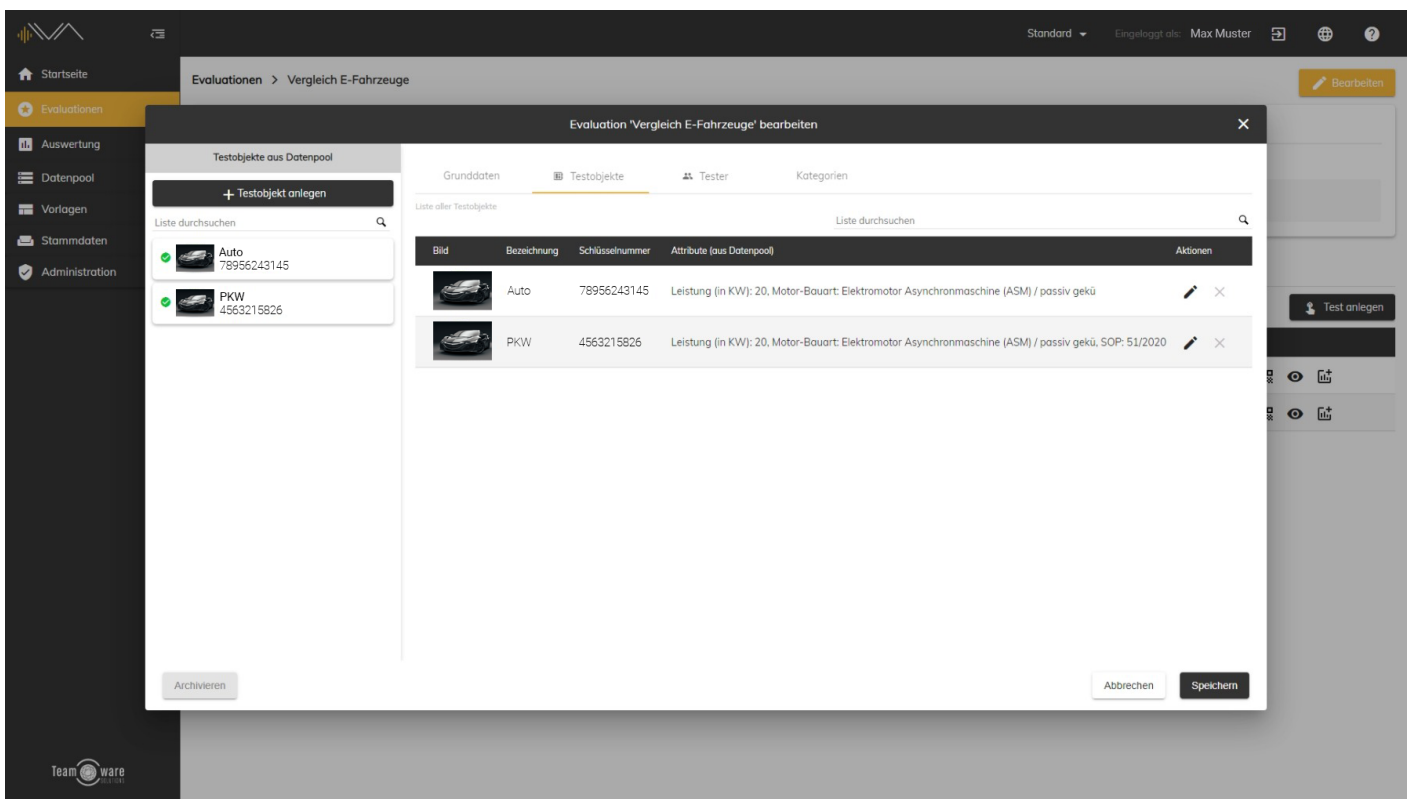 Standard
Eingeloggt als: Max Muster
Startseite
Evaluationen
Auswertung
Datenpool
Vorlagen
Stammdaten
Administration
Evaluationen > Vergleich E-Fahrzeuge
Bearbeiten
Evaluation 'Vergleich E-Fahrzeuge' bearbeiten
Testobjekte aus Datenpool
+ Testobjekt anlegen
Liste durchsuchen
Auto
78956243145
PKW
4563215826
Grunddaten Testobjekte Tester Kategorien
Liste aller Testobjekte
Liste durchsuchen
Bild Bezeichnung Schlüsselnummer Attribute (aus Datenpool) Aktionen
Auto 78956243145 Leistung (in KW): 20, Motor-Bauart: Elektromotor Asynchronmaschine (ASM) / passiv gekü
PKW 4563215826 Leistung (in KW): 20, Motor-Bauart: Elektromotor Asynchronmaschine (ASM) / passiv gekü, SOP: 51/2020
Test anlegen
Archivieren
Abbrechen
Speichern
Team ware